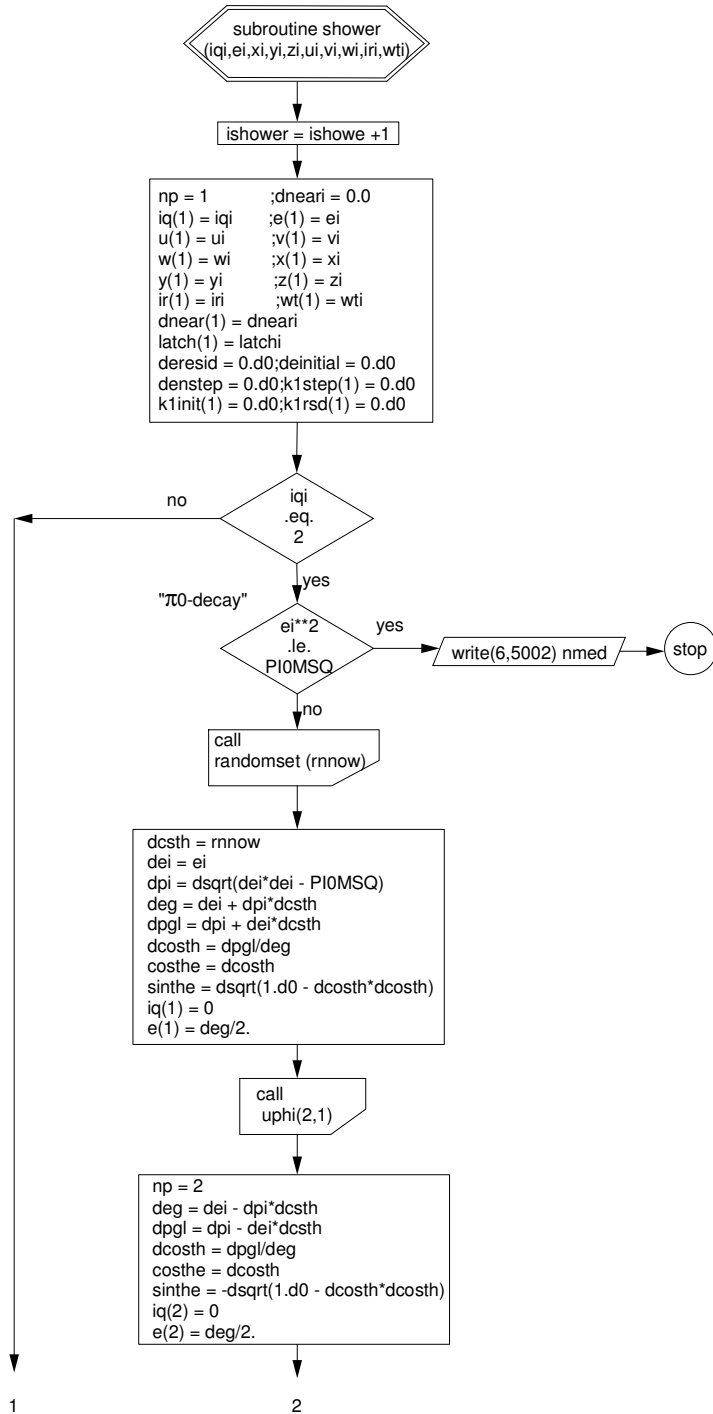 subroutine shower
(iqi,ei,xi,yi,zi,ui,vi,wi,iri,wti)
ishower = ishowe +1
np = 1 ;dneari = 0.0
iq(1) = iqi ;e(1) = ei
u(1) = ui ;v(1) = vi
w(1) = wi ;x(1) = xi
y(1) = yi ;z(1) = zi
ir(1) = iri ;wt(1) = wti
dnear(1) = dneari
latch(1) = latchi
deresid = 0.d0;deinitial = 0.d0
denstep = 0.d0;k1step(1) = 0.d0
k1init(1) = 0.d0;k1rsd(1) = 0.d0
no
iqi
.eq.
2
yes
"π0-decay"
ei**2
.le.
PI0MSQ
yes
write(6,5002) nmed
stop
no
call
randomset (rnnow)
dcsth = rnnow
dei = ei
dpi = dsqrt(dei*dei - PI0MSQ)
deg = dei + dpi*dcsth
dpgl = dpi + dei*dcsth
dcosth = dpgl/deg
costhe = dcosth
sinthe = dsqrt(1.d0 - dcosth*dcosth)
iq(1) = 0
e(1) = deg/2.
call
uphi(2,1)
np = 2
deg = dei - dpi*dcsth
dpgl = dpi - dei*dcsth
dcosth = dpgl/deg
costhe = dcosth
sinthe = -dsqrt(1.d0 - dcosth*dcosth)
iq(2) = 0
e(2) = deg/2.
1
2